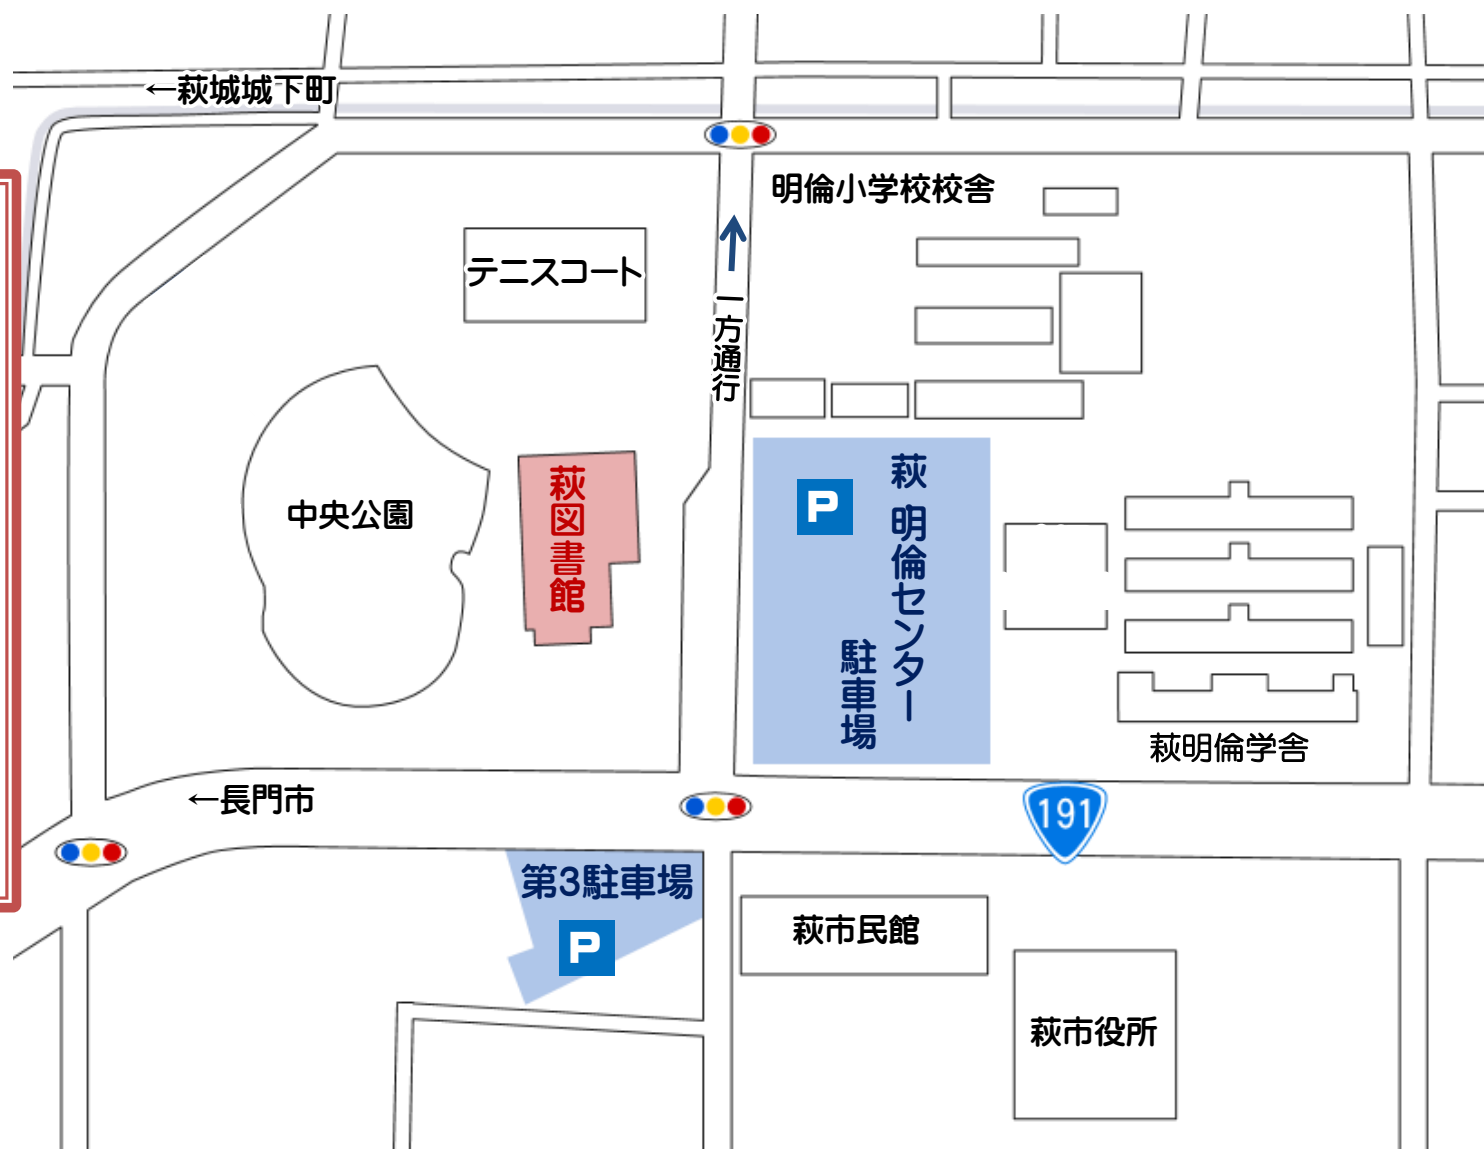 ←萩城城下町
明倫小学校校舎
テニスコート
一方通行
萩図書館
中央公園
P
萩 明倫センター
駐車場
萩明倫学舎
←長門市
191
第3駐車場
P
萩市民館
萩市役所